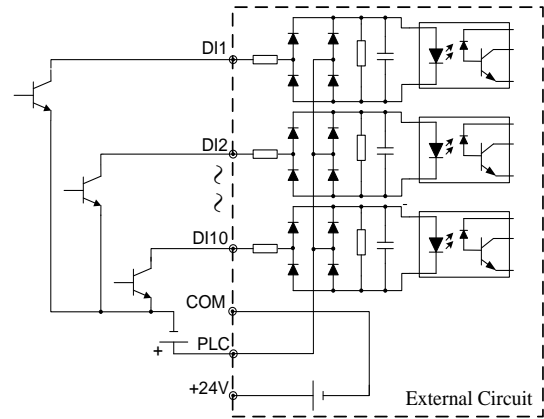 DI1
DI2
DI10
COM
+
PLC
+24V
External Circuit